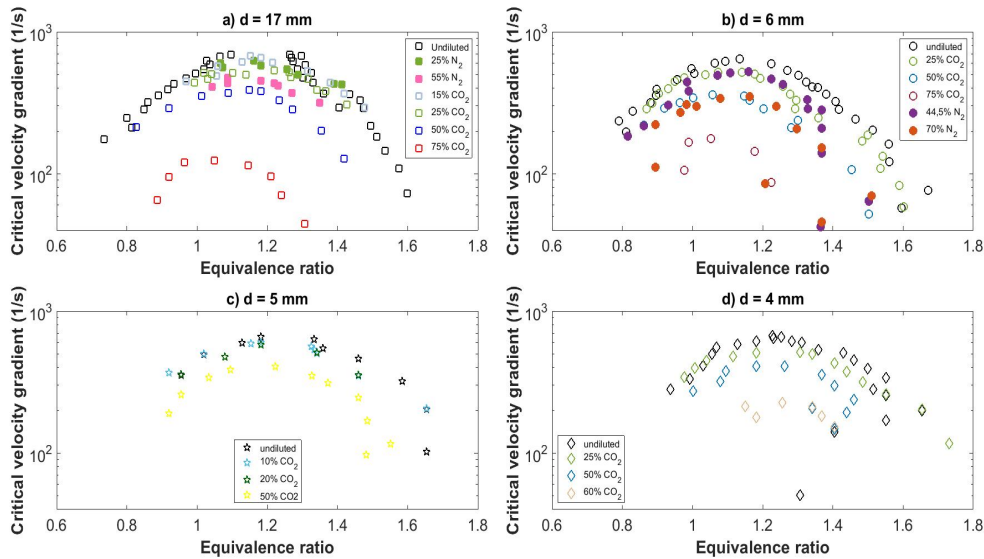 a) d = 17 mm
10³
10²
Critical velocity gradient (1/s)
0.6 0.8 1 1.2 1.4 1.6 1.8
Equivalence ratio
Undiluted
25% N₂
55% N₂
15% CO₂
25% CO₂
50% CO₂
75% CO₂
b) d = 6 mm
10³
10²
Critical velocity gradient (1/s)
0.6 0.8 1 1.2 1.4 1.6 1.8
Equivalence ratio
undiluted
25% CO₂
50% CO₂
75% CO₂
44,5% N₂
70% N₂
c) d = 5 mm
10³
10²
Critical velocity gradient (1/s)
0.6 0.8 1 1.2 1.4 1.6 1.8
Equivalence ratio
undiluted
10% CO₂
20% CO₂
50% CO2
d) d = 4 mm
10³
10²
Critical velocity gradient (1/s)
0.6 0.8 1 1.2 1.4 1.6 1.8
Equivalence ratio
undiluted
25% CO₂
50% CO₂
60% CO₂